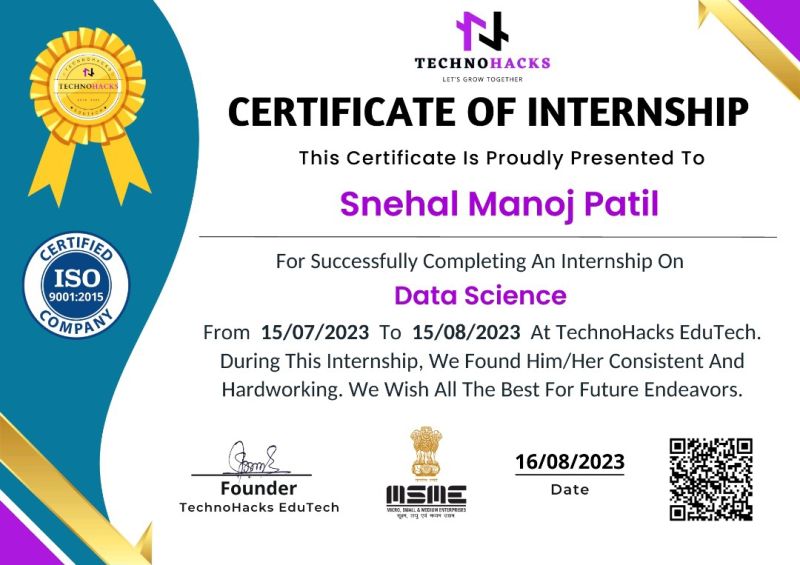 TECHNOHACKS
LET'S GROW TOGETHER
TECHNOHACKS
CERTIFICATE OF INTERNSHIP
This Certificate Is Proudly Presented To
Snehal Manoj Patil
CERTIFIED
ISO
9001:2015
COMPANY
For Successfully Completing An Internship On
Data Science
From 15/07/2023 To 15/08/2023 At TechnoHacks EduTech.
During This Internship, We Found Him/Her Consistent And
Hardworking. We Wish All The Best For Future Endeavors.
Founder
TechnoHacks EduTech
MSME
MICRO, SMALL & MEDIUM ENTERPRISES
सूक्ष्म, लघु एवं मध्यम उद्यम
16/08/2023
Date